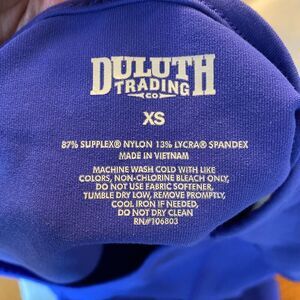 DULUTH
TRADING
CO
XS
87% SUPPLEX® NYLON 13% LYCRA® SPANDEX
MADE IN VIETNAM
MACHINE WASH COLD WITH LIKE
COLORS, NON-CHLORINE BLEACH ONLY,
DO NOT USE FABRIC SOFTENER,
TUMBLE DRY LOW, REMOVE PROMPTLY,
COOL IRON IF NEEDED,
DO NOT DRY CLEAN
RN#106803